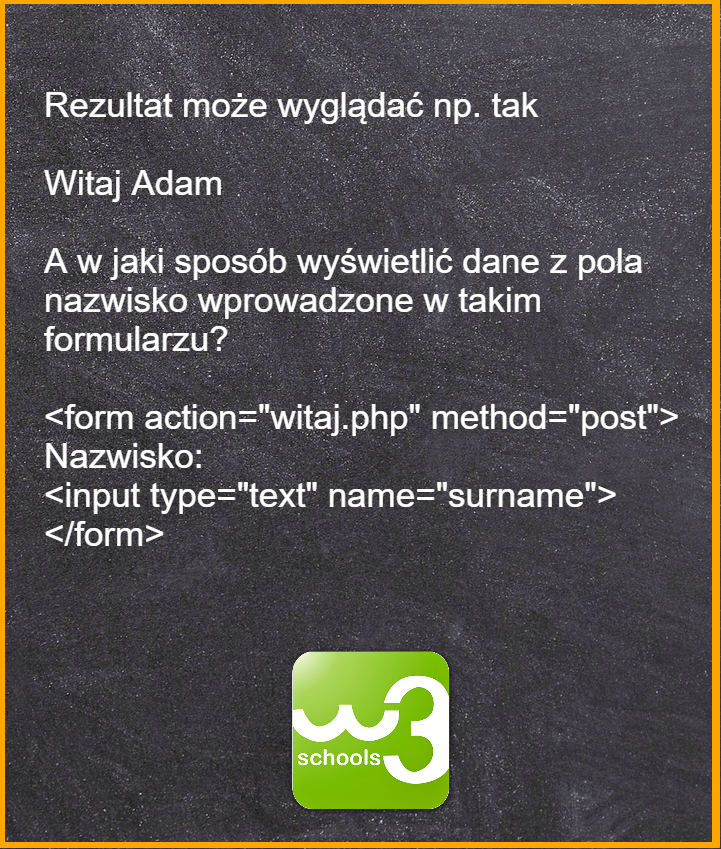 Rezultat może wyglądać np. tak
Witaj Adam
A w jaki sposób wyświetlić dane z pola
nazwisko wprowadzone w takim
formularzu?
<form action="witaj.php" method="post">
Nazwisko:
<input type="text" name="surname">
</form>
w3
schools